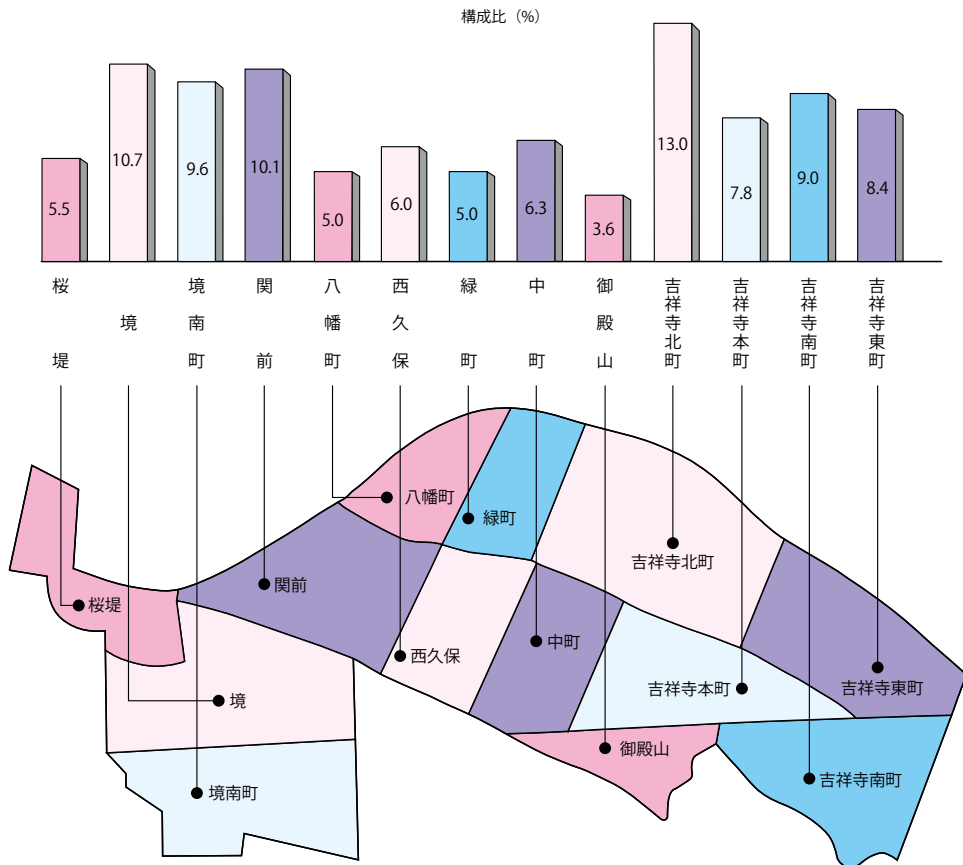 構成比（%）
5.5
10.7
9.6
10.1
5.0
6.0
5.0
6.3
3.6
13.0
7.8
9.0
8.4
桜堤
境
境南町
関前
八幡町
西久保
緑町
中町
御殿山
吉祥寺北町
吉祥寺本町
吉祥寺南町
吉祥寺東町
八幡町
緑町
吉祥寺北町
関前
桜堤
西久保
中町
吉祥寺本町
吉祥寺東町
境
御殿山
境南町
吉祥寺南町